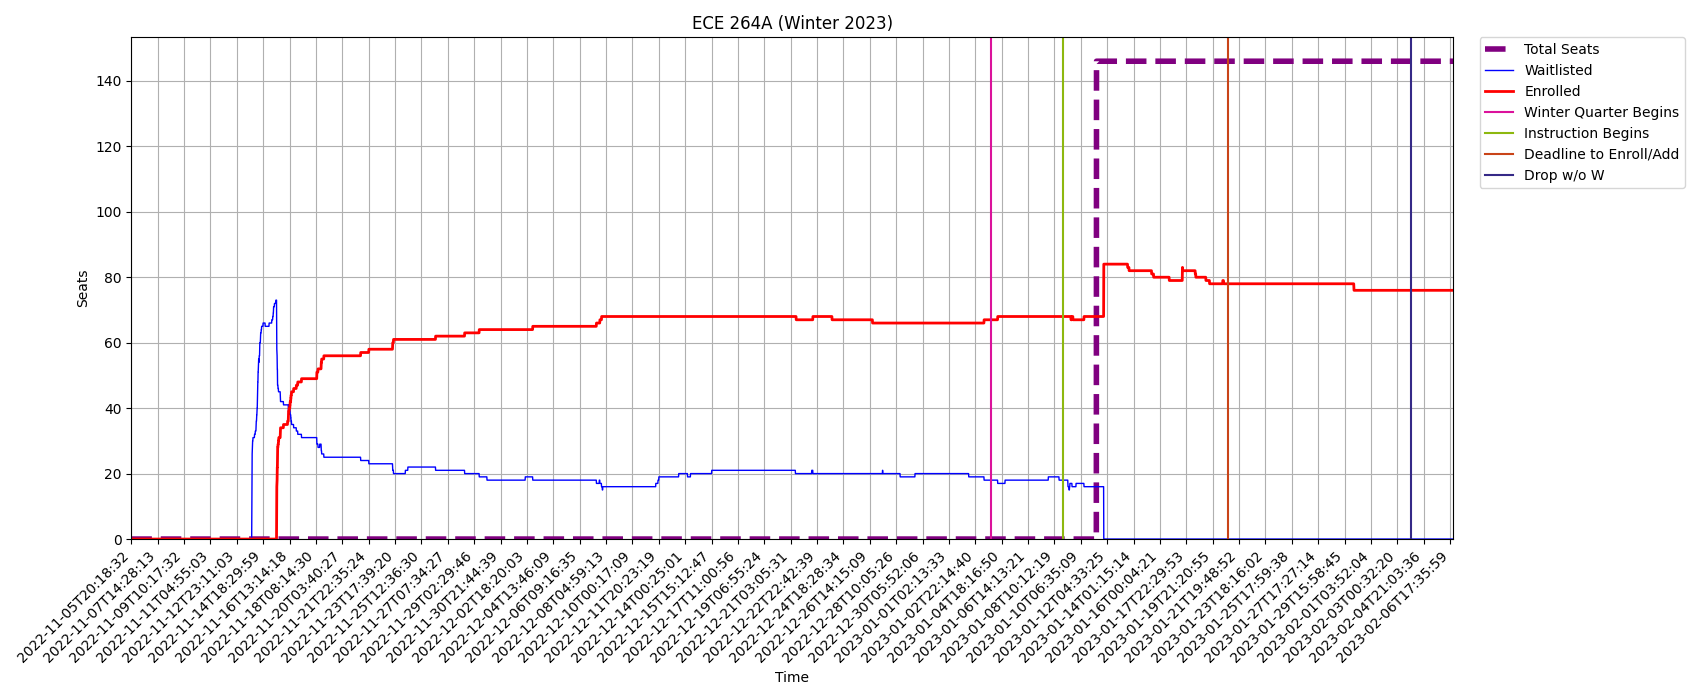 ECE 264A (Winter 2023)
Total Seats
Waitlisted
Enrolled
Winter Quarter Begins
Instruction Begins
Deadline to Enroll/Add
Drop w/o W
Seats
140
120
100
80
60
40
20
0
2022-11-05T20:18:32
2022-11-07T14:28:13
2022-11-09T10:17:32
2022-11-11T04:55:03
2022-11-12T23:11:03
2022-11-14T18:29:59
2022-11-16T13:14:18
2022-11-18T08:14:30
2022-11-20T03:40:27
2022-11-21T22:35:24
2022-11-23T17:39:20
2022-11-25T12:36:30
2022-11-27T07:34:27
2022-11-29T02:29:46
2022-11-30T21:44:39
2022-12-02T18:20:03
2022-12-04T13:46:09
2022-12-06T09:16:35
2022-12-08T04:59:13
2022-12-10T00:17:09
2022-12-11T20:23:19
2022-12-14T00:25:01
2022-12-15T15:12:47
2022-12-17T11:00:56
2022-12-19T06:55:24
2022-12-21T03:05:31
2022-12-22T22:42:39
2022-12-24T18:28:34
2022-12-26T14:15:09
2022-12-28T10:05:26
2022-12-30T05:52:06
2023-01-01T02:13:33
2023-01-02T22:14:40
2023-01-04T18:16:50
2023-01-06T14:13:21
2023-01-08T10:12:19
2023-01-10T06:35:09
2023-01-12T04:33:25
2023-01-14T01:15:14
2023-01-16T00:04:21
2023-01-17T22:29:53
2023-01-19T21:20:55
2023-01-21T19:48:52
2023-01-23T18:16:02
2023-01-25T17:59:38
2023-01-27T17:27:14
2023-01-29T15:58:45
2023-02-01T03:52:04
2023-02-03T00:32:20
2023-02-04T21:03:36
2023-02-06T17:35:59
Time